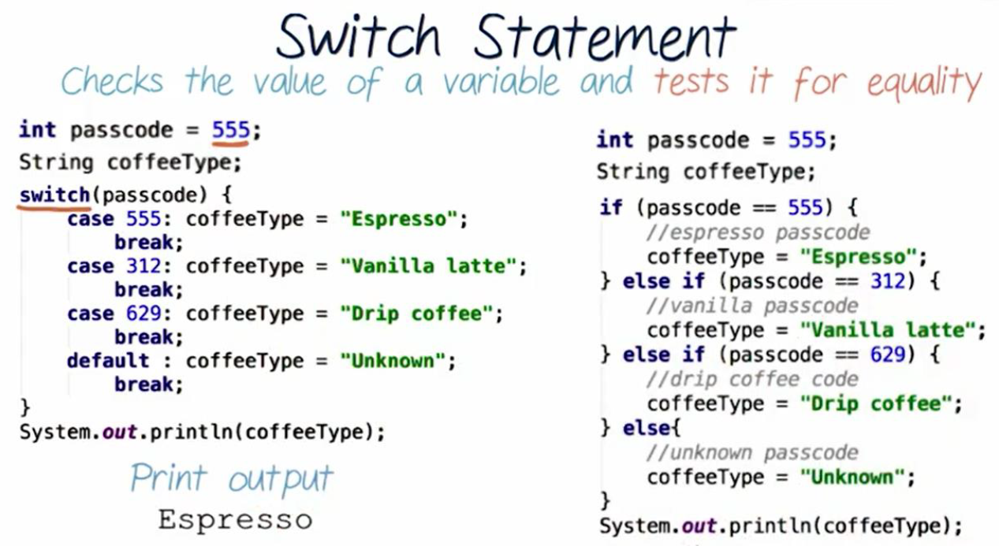 Switch Statement
Checks the value of a variable and tests it for equality
int passcode = 555;
String coffeeType;
switch(passcode) {
case 555: coffeeType = "Espresso";
break;
case 312: coffeeType = "Vanilla latte";
break;
case 629: coffeeType = "Drip coffee";
break;
default : coffeeType = "Unknown";
break;
}
System.out.println(coffeeType);
Print output
Espresso
int passcode = 555;
String coffeeType;
if (passcode == 555) {
//espresso passcode
coffeeType = "Espresso";
} else if (passcode == 312) {
//vanilla passcode
coffeeType = "Vanilla latte";
} else if (passcode == 629) {
//drip coffee code
coffeeType = "Drip coffee";
} else{
//unknown passcode
coffeeType = "Unknown";
}
System.out.println(coffeeType);